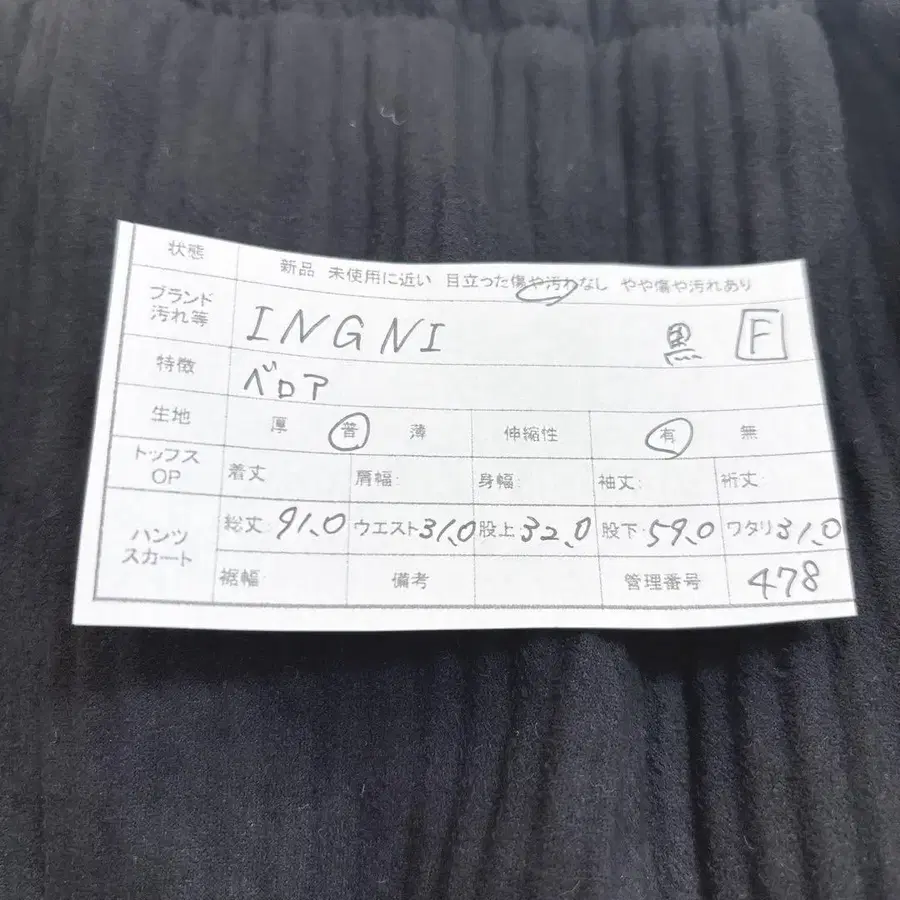 状態 新品 未使用に近い 目立った傷や汚れなし やや傷や汚れあり
ブランド
汚れ等 INGNI 黒 F
特徴 ベロア
生地 厚 普 薄 伸縮性 有 無
トップス
OP 着丈 肩幅: 身幅: 袖丈: 裄丈:
パンツ
スカート 総丈:91.0 ウエスト31.0 股上:32.0 股下:59.0 ワタリ31.0
裾幅: 備考 管理番号 478